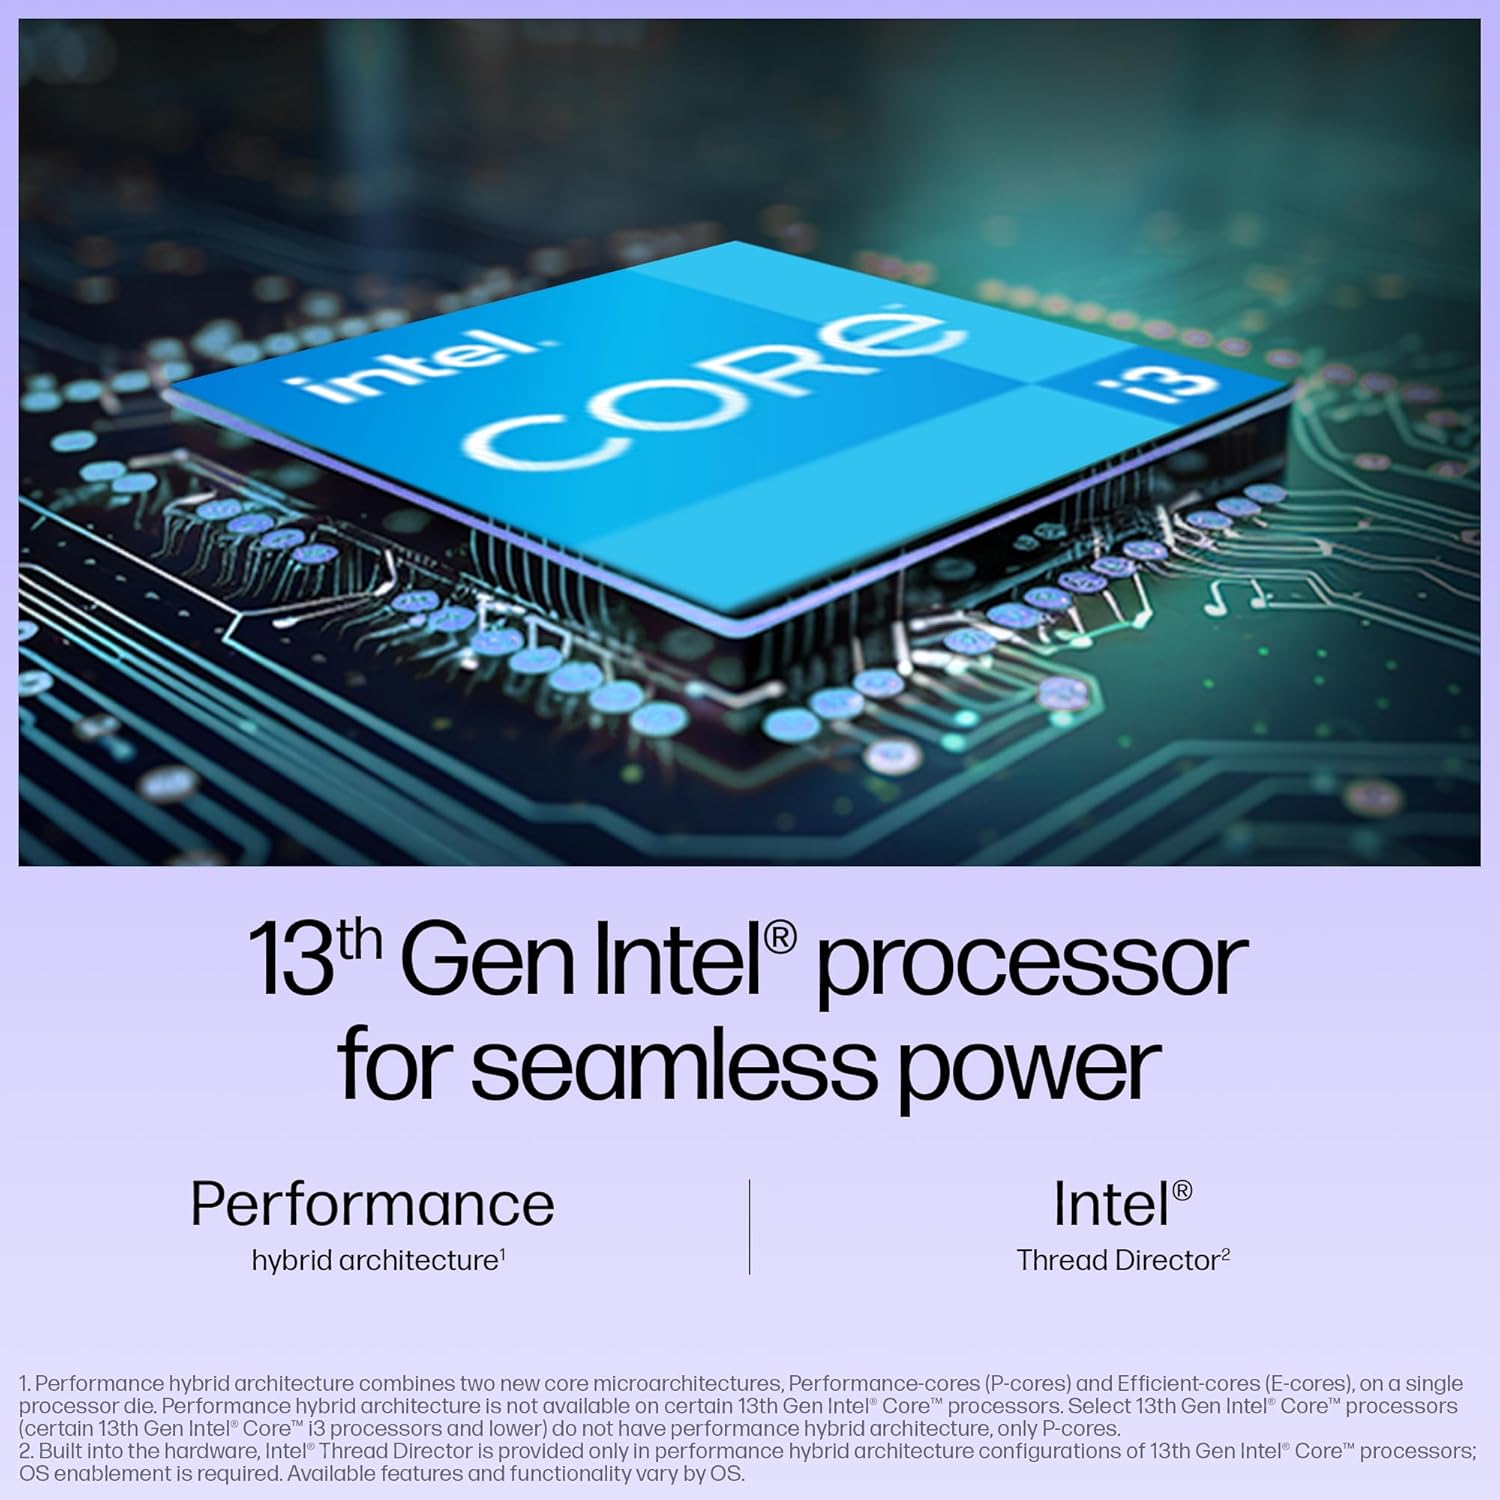 intel.
CORE™
i3
13th Gen Intel® processor
for seamless power
Performance
hybrid architecture1
Intel®
Thread Director2
1. Performance hybrid architecture combines two new core microarchitectures, Performance-cores (P-cores) and Efficient-cores (E-cores), on a single
processor die. Performance hybrid architecture is not available on certain 13th Gen Intel® Core™ processors. Select 13th Gen Intel® Core™ processors
(certain 13th Gen Intel® Core™ i3 processors and lower) do not have performance hybrid architecture, only P-cores.
2. Built into the hardware, Intel® Thread Director is provided only in performance hybrid architecture configurations of 13th Gen Intel® Core™ processors;
OS enablement is required. Available features and functionality vary by OS.